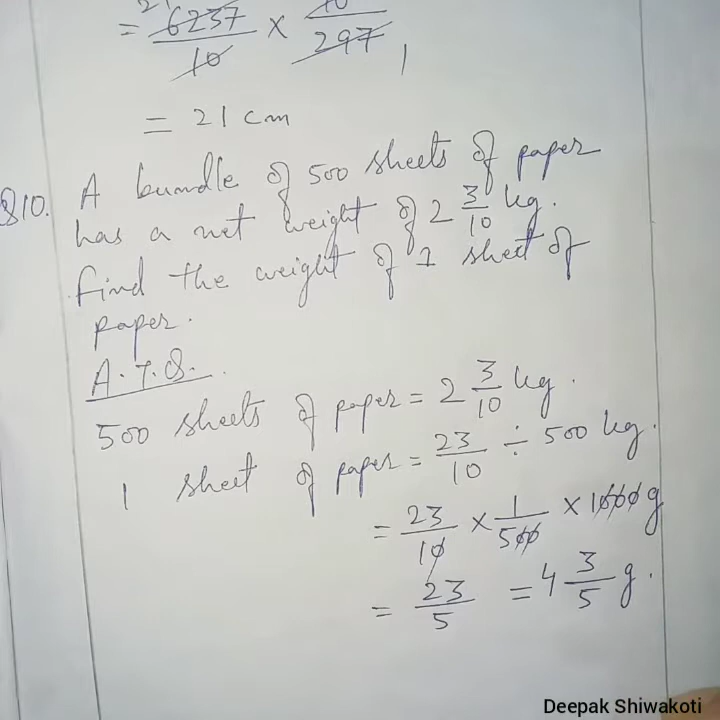 = 6237/10 × 10/297
= 21 cm
Q10. A bundle of 500 sheets of paper
has a net weight of 2 3/10 kg.
find the weight of 1 sheet of
paper.
A.T.Q.
500 sheets of paper = 2 3/10 kg.
1 sheet of paper = 23/10 ÷ 500 kg.
= 23/10 × 1/500 × 1000 g
= 23/5 = 4 3/5 g.
Deepak Shiwakoti